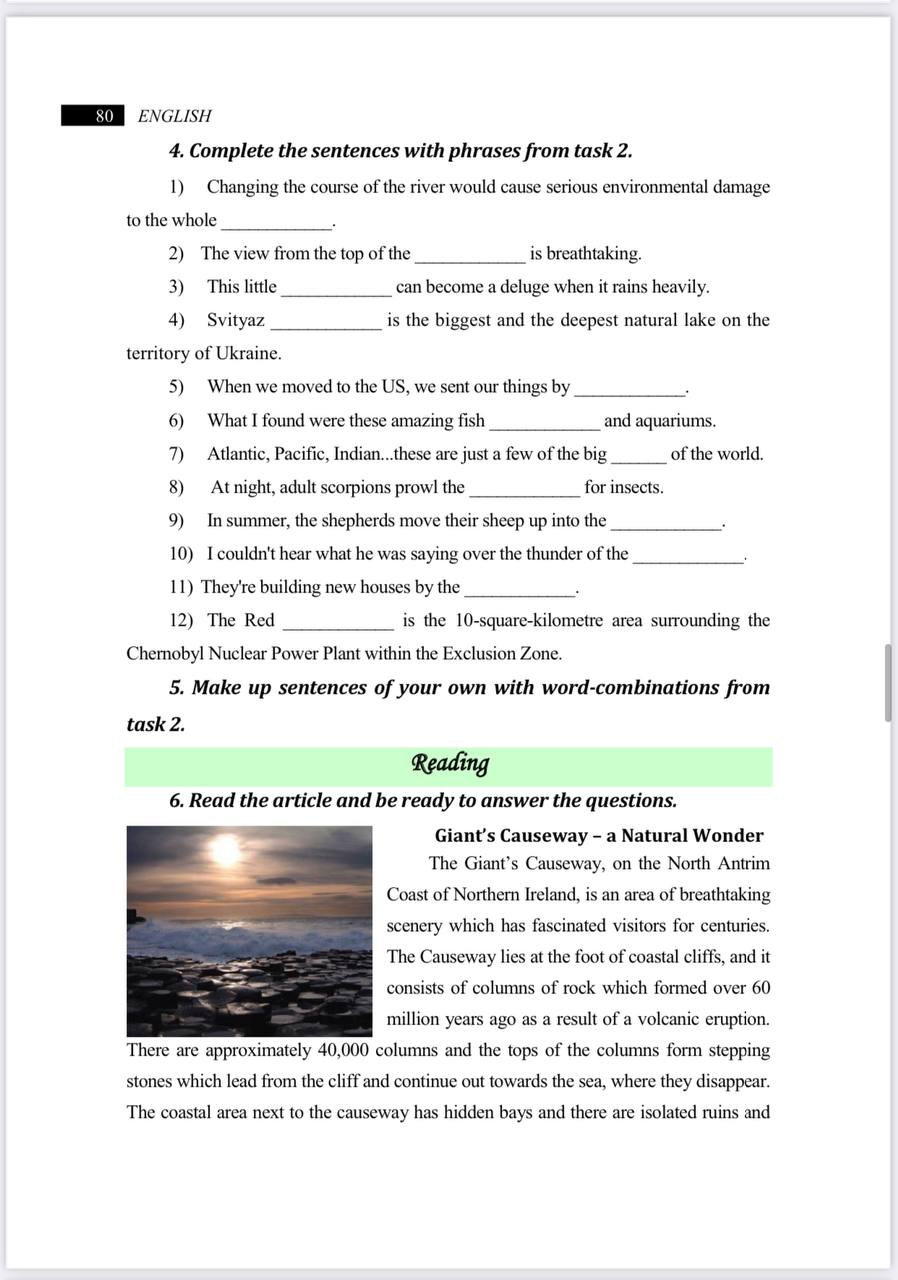 80 ENGLISH
4. Complete the sentences with phrases from task 2.
1) Changing the course of the river would cause serious environmental damage
to the whole ____________.
2) The view from the top of the ____________ is breathtaking.
3) This little ____________ can become a deluge when it rains heavily.
4) Svityaz ____________ is the biggest and the deepest natural lake on the
territory of Ukraine.
5) When we moved to the US, we sent our things by ____________.
6) What I found were these amazing fish ____________ and aquariums.
7) Atlantic, Pacific, Indian...these are just a few of the big ______ of the world.
8) At night, adult scorpions prowl the ____________ for insects.
9) In summer, the shepherds move their sheep up into the ____________.
10) I couldn't hear what he was saying over the thunder of the ____________.
11) They're building new houses by the ____________.
12) The Red ____________ is the 10-square-kilometre area surrounding the
Chernobyl Nuclear Power Plant within the Exclusion Zone.
5. Make up sentences of your own with word-combinations from
task 2.
Reading
6. Read the article and be ready to answer the questions.
Giant’s Causeway – a Natural Wonder
The Giant’s Causeway, on the North Antrim
Coast of Northern Ireland, is an area of breathtaking
scenery which has fascinated visitors for centuries.
The Causeway lies at the foot of coastal cliffs, and it
consists of columns of rock which formed over 60
million years ago as a result of a volcanic eruption.
There are approximately 40,000 columns and the tops of the columns form stepping
stones which lead from the cliff and continue out towards the sea, where they disappear.
The coastal area next to the causeway has hidden bays and there are isolated ruins and